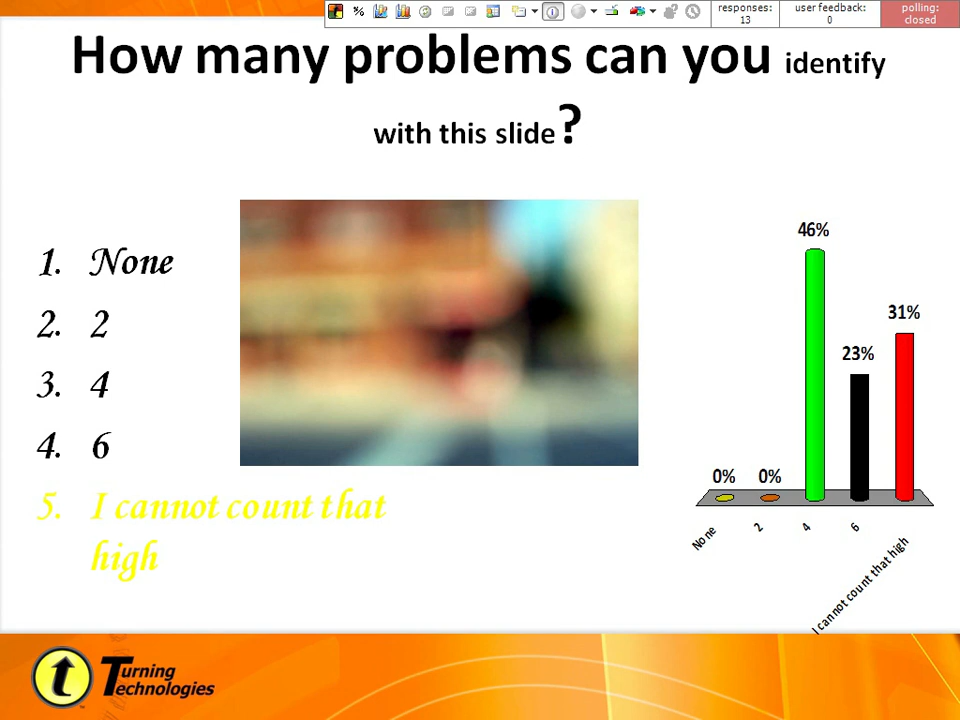 responses: 13
user feedback: 0
polling: closed
How many problems can you identify
with this slide?
1. None
2. 2
3. 4
4. 6
5. I cannot count that
high
46%
31%
23%
0% 0%
None 2 4 6 I cannot count that high
Turning
Technologies